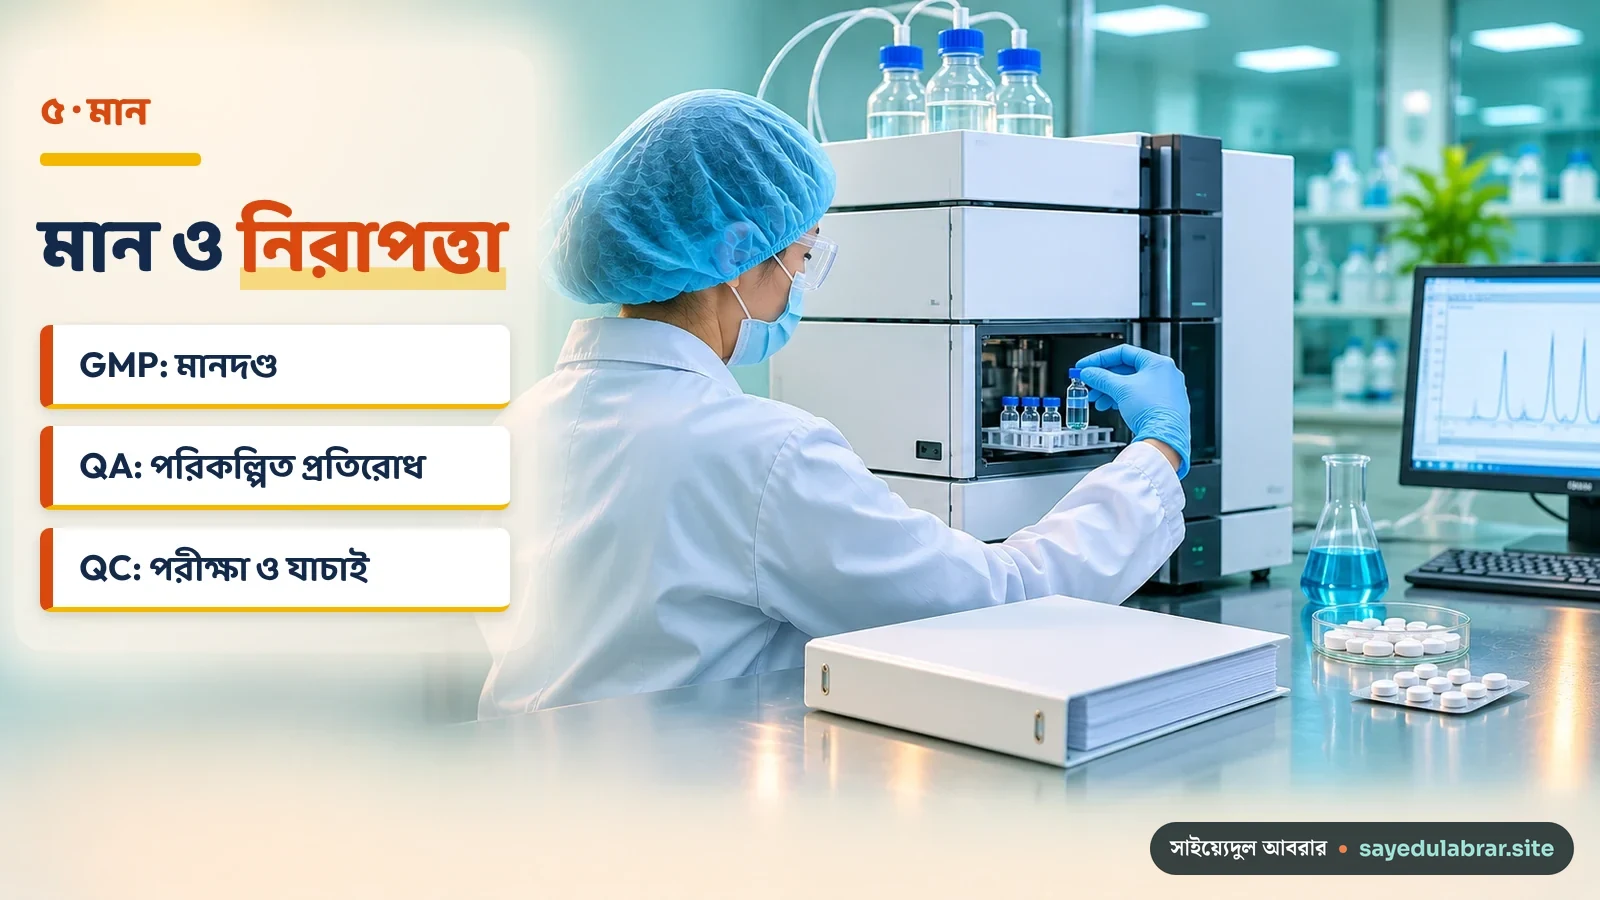 ৫·মান
মান ও নিরাপত্তা
GMP: মানদণ্ড
QA: পরিকল্পিত প্রতিরোধ
QC: পরীক্ষা ও যাচাই
সাইয়্যেদুল আবরার • sayedulabrar.site